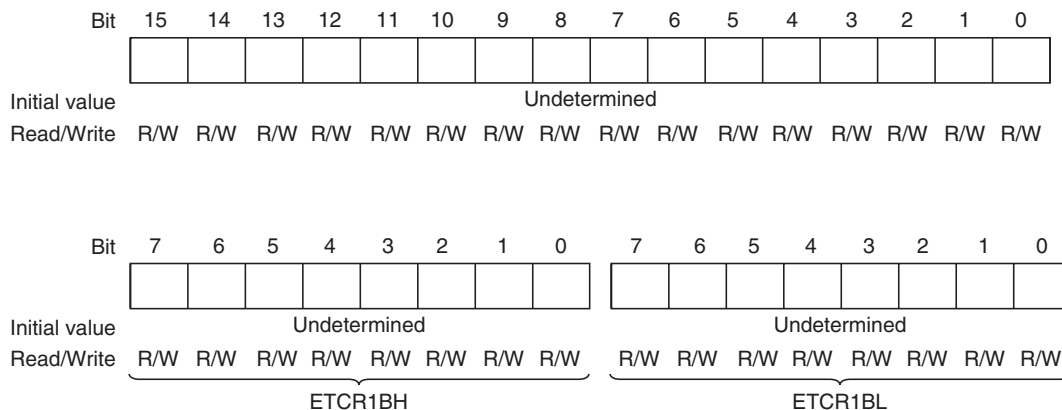 Bit 15 14 13 12 11 10 9 8 7 6 5 4 3 2 1 0
Initial value Undetermined
Read/Write R/W R/W R/W R/W R/W R/W R/W R/W R/W R/W R/W R/W R/W R/W R/W R/W
Bit 7 6 5 4 3 2 1 0 7 6 5 4 3 2 1 0
Initial value Undetermined Undetermined
Read/Write R/W R/W R/W R/W R/W R/W R/W R/W R/W R/W R/W R/W R/W R/W R/W R/W
ETCR1BH ETCR1BL